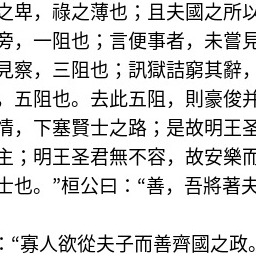 之卑，祿之薄也；且夫國之所以
旁，一阻也；言便事者，未嘗見
見察，三阻也；訊獄詰窮其辭，
，五阻也。去此五阻，則豪俊并
情，下塞賢士之路；是故明王圣
主；明王圣君無不容，故安樂而
士也。”桓公曰：“善，吾將著夫
：“寡人欲從夫子而善齊國之政。